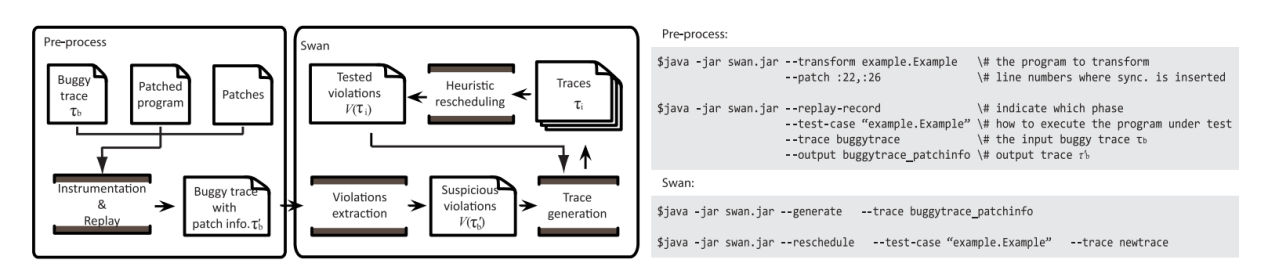 Pre-process
Buggy
trace
τb
Patched
program
Patches
Instrumentation
&
Replay
Buggy trace
with
patch info. τ′b
Swan
Tested
violations
V(τi)
Heuristic
rescheduling
Traces
τi
Violations
extraction
Suspicious
violations
V(τ′b)
Trace
generation
Pre-process:
$java -jar swan.jar --transform example.Example \# the program to transform
--patch :22,:26 \# line numbers where sync. is inserted
$java -jar swan.jar --replay-record \# indicate which phase
--test-case “example.Example” \# how to execute the program under test
--trace buggytrace \# the input buggy trace τb
--output buggytrace_patchinfo \# output trace τ′b
Swan:
$java -jar swan.jar --generate --trace buggytrace_patchinfo
$java -jar swan.jar --reschedule --test-case “example.Example” --trace newtrace